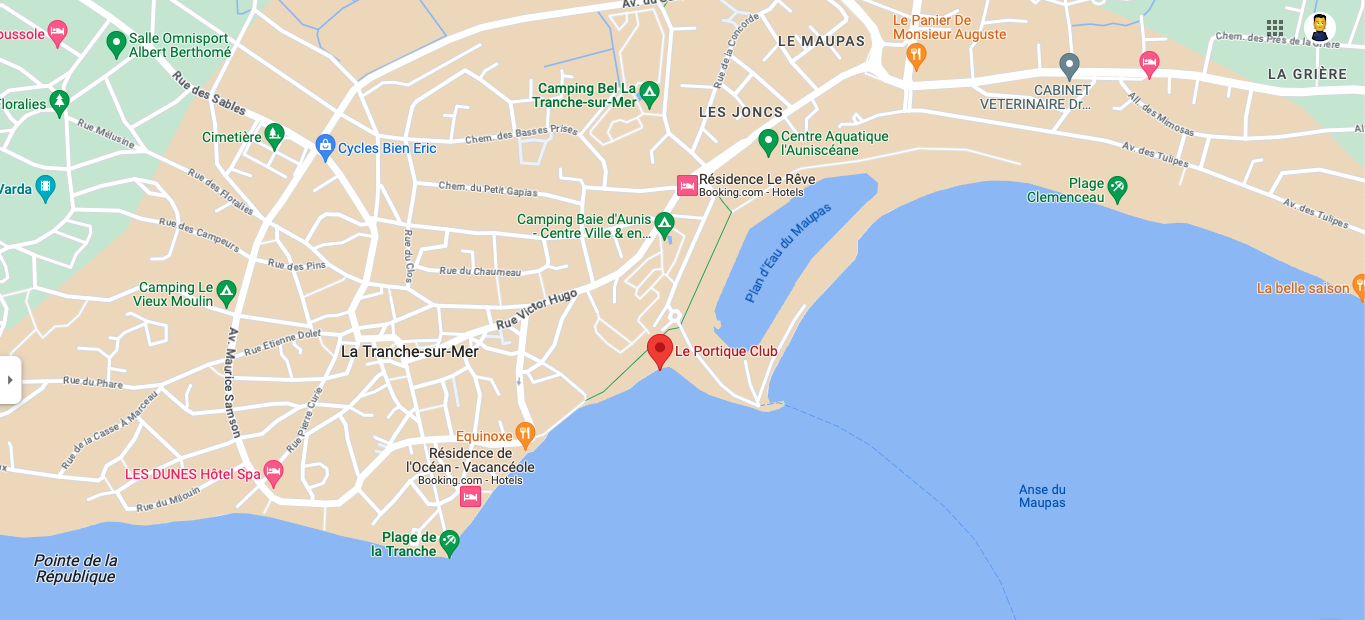 Av. du
LE MAUPAS
Le Panier De
Monsieur Auguste
Chem. des Prés de la Grière
LA GRIÈRE
oussole
Salle Omnisport
Albert Berthomé
Rue de la Concorde
CABINET
VETERINAIRE Dr...
Rue des Sables
Camping Bel La
Tranche-sur-Mer
LES JONCS
All. des Mimosas
Floralies
Rue Mélusine
Cimetière
Cycles Bien Eric
Chem. des Basses Prises
Centre Aquatique
l'Auniscéane
Av. des Tulipes
Varda
Rue des Floralies
Chem. du Petit Gapias
Résidence Le Rêve
Booking.com - Hotels
Plage
Clemenceau
Av. des Tulipes
Camping Baie d'Aunis
- Centre Ville & en...
Plan d'Eau du Maupas
Rue des Campeurs
Rue des Pins
Rue du Clos
Rue du Chaumeau
Camping Le
Vieux Moulin
La belle saison
Rue Victor Hugo
Rue Etienne Dolet
Av. Maurice Samson
La Tranche-sur-Mer
Le Portique Club
Rue du Phare
Rue de la Casse À Marceau
Rue Pierre Curie
Equinoxe
Résidence de
l'Océan - Vacancéole
Booking.com - Hotels
LES DUNES Hôtel Spa
Rue du Milouin
Anse du
Maupas
Plage de
la Tranche
Pointe de la
République